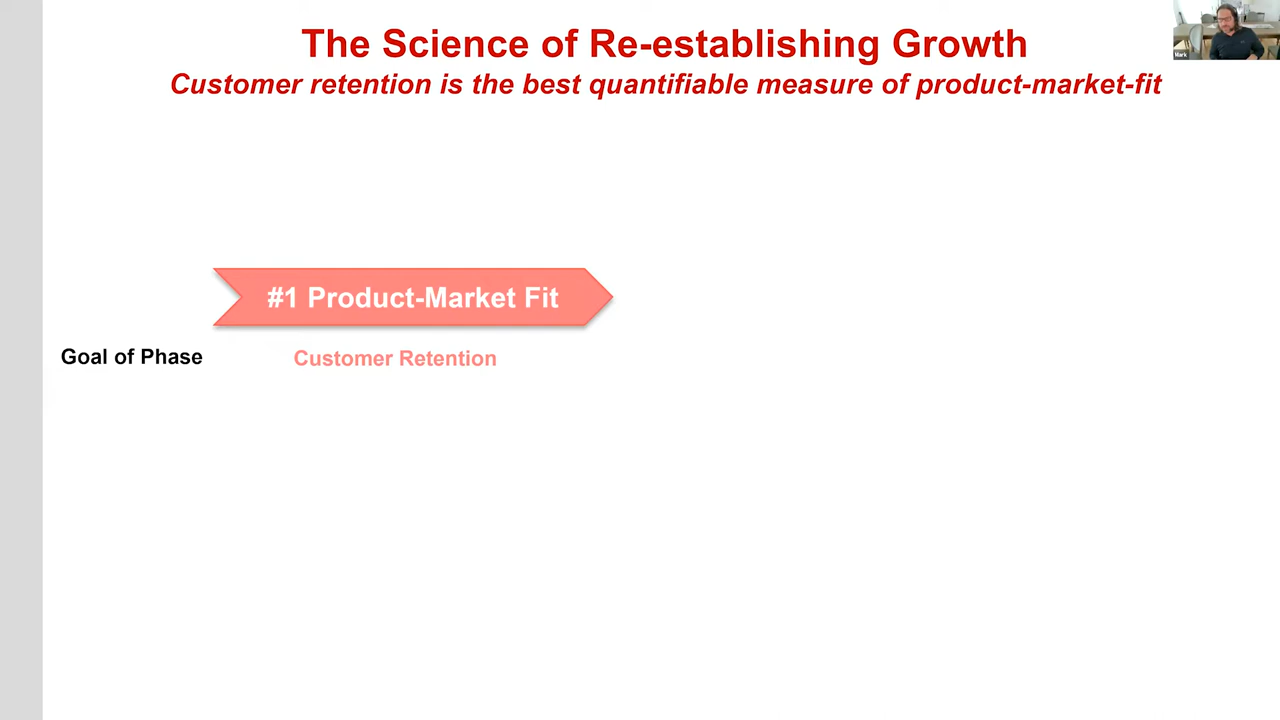 The Science of Re-establishing Growth
Customer retention is the best quantifiable measure of product-market-fit
Mark
#1 Product-Market Fit
Goal of Phase
Customer Retention